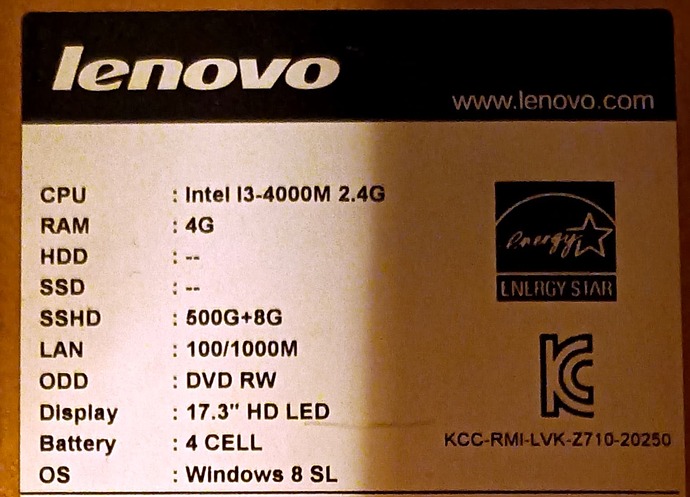 lenovo
www.lenovo.com
CPU : Intel I3-4000M 2.4G
RAM : 4G
HDD : --
SSD : --
SSHD : 500G+8G
LAN : 100/1000M
ODD : DVD RW
Display : 17.3" HD LED
Battery : 4 CELL
OS : Windows 8 SL
energy
ENERGY STAR
KC
KCC-RMI-LVK-Z710-20250